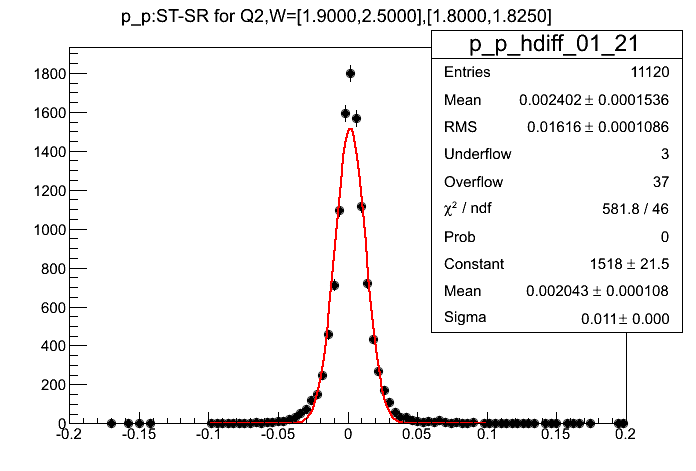 p_p:ST-SR for Q2,W=[1.9000,2.5000],[1.8000,1.8250]
p_p_hdiff_01_21
Entries 11120
Mean 0.002402 ± 0.0001536
RMS 0.01616 ± 0.0001086
Underflow 3
Overflow 37
χ² / ndf 581.8 / 46
Prob 0
Constant 1518 ± 21.5
Mean 0.002043 ± 0.000108
Sigma 0.011± 0.000
1800
1600
1400
1200
1000
800
600
400
200
0
-0.2 -0.15 -0.1 -0.05 0 0.05 0.1 0.15 0.2